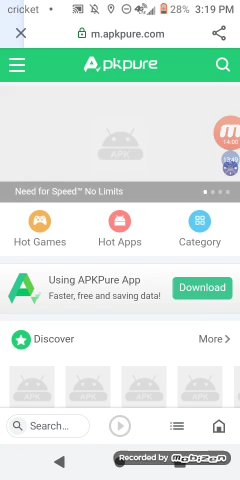 cricket • 28% 3:19 PM
m.apkpure.com
Apkpure
APK
14:00
13:49
Need for Speed™ No Limits
Hot Games Hot Apps Category
Using APKPure App
Faster, free and saving data!
Download
Discover More
APK APK APK APK
Search...
Recorded by mobizen